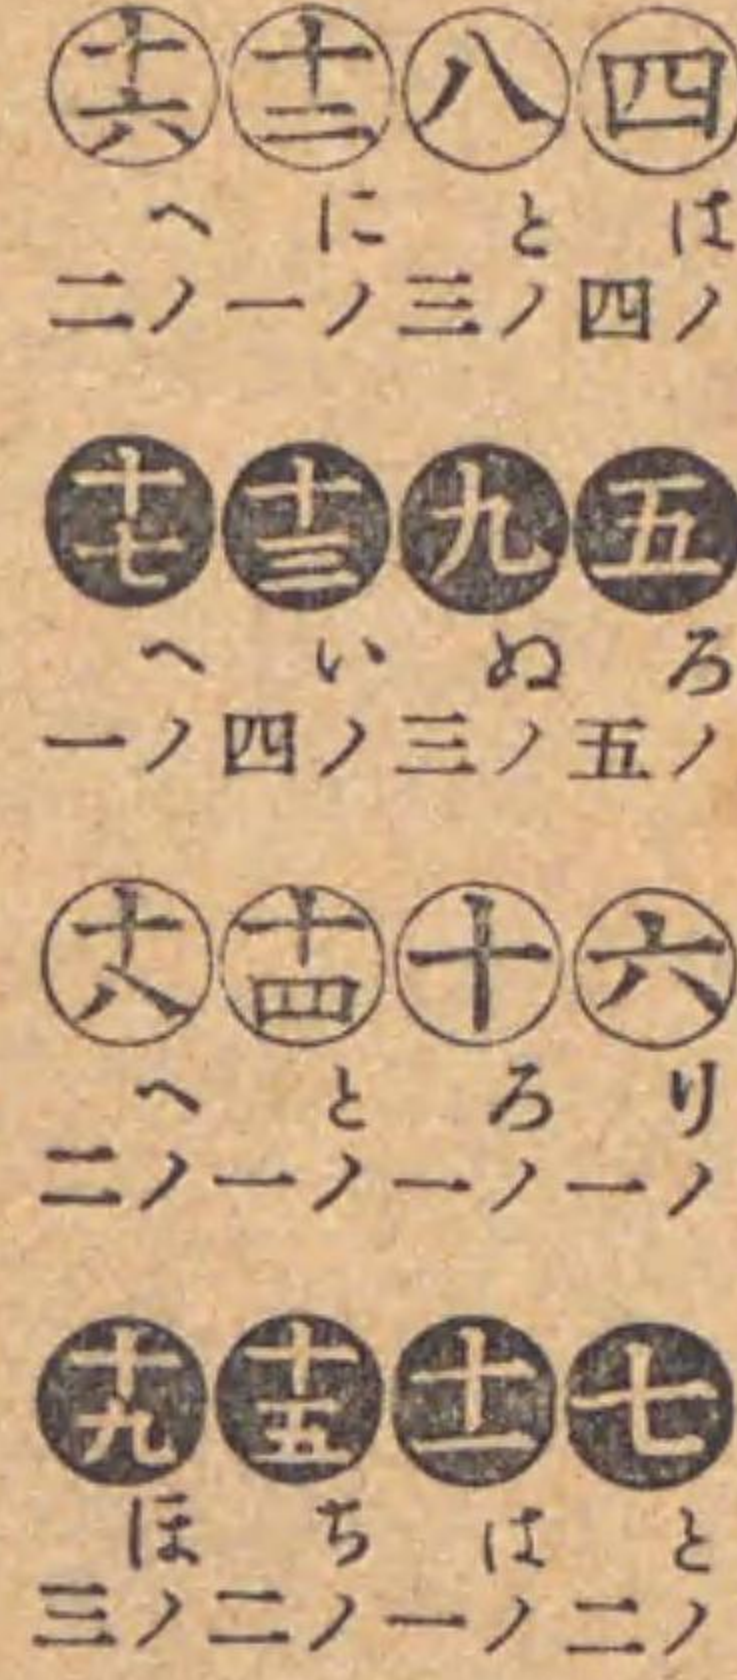 四
はノ四
五
ろノ五
六
りノ一
七
とノ二
八
とノ三
九
ぬノ三
十
ろノ一
十一
はノ一
十二
にノ一
十三
いノ四
十四
とノ一
十五
ちノ二
十六
へノ二
十七
へノ一
十八
へノ二
十九
ほノ三